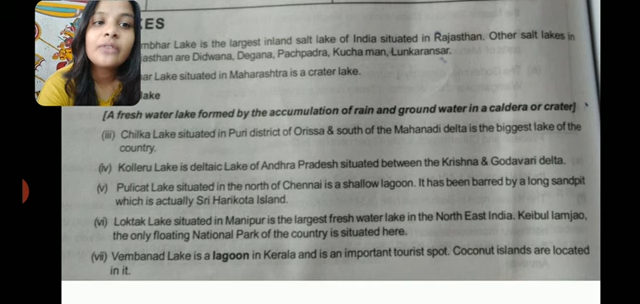 ES
mbhar Lake is the largest inland salt lake of India situated in Rajasthan. Other salt lakes in
asthan are Didwana, Degana, Pachpadra, Kucha man, Lunkaransar.
ar Lake situated in Maharashtra is a crater lake.
lake
[A fresh water lake formed by the accumulation of rain and ground water in a caldera or crater]
(iii) Chilka Lake situated in Puri district of Orissa & south of the Mahanadi delta is the biggest lake of the
country.
(iv) Kolleru Lake is deltaic Lake of Andhra Pradesh situated between the Krishna & Godavari delta.
(v) Pulicat Lake situated in the north of Chennai is a shallow lagoon. It has been barred by a long sandpit
which is actually Sri Harikota Island.
(vi) Loktak Lake situated in Manipur is the largest fresh water lake in the North East India. Keibul lamjao,
the only floating National Park of the country is situated here.
(vii) Vembanad Lake is a lagoon in Kerala and is an important tourist spot. Coconut islands are located
in it.